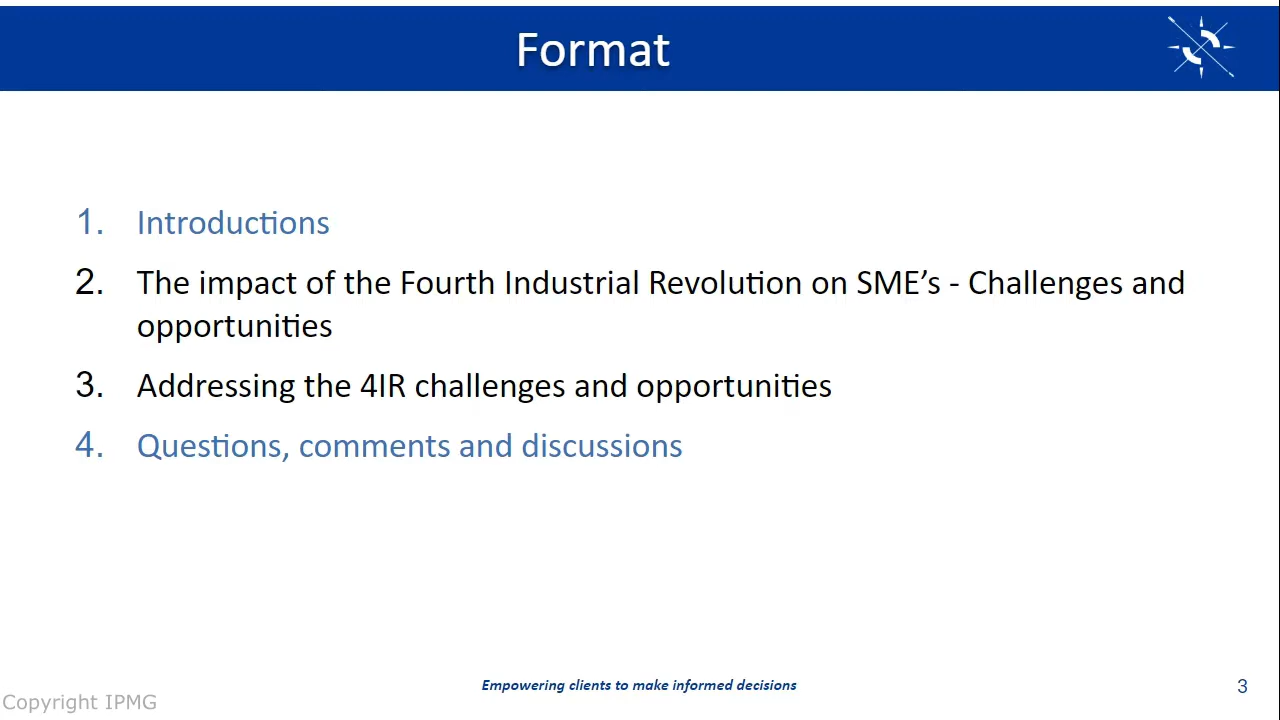 Format
1. Introductions
2. The impact of the Fourth Industrial Revolution on SME’s - Challenges and
opportunities
3. Addressing the 4IR challenges and opportunities
4. Questions, comments and discussions
Empowering clients to make informed decisions
3
Copyright IPMG